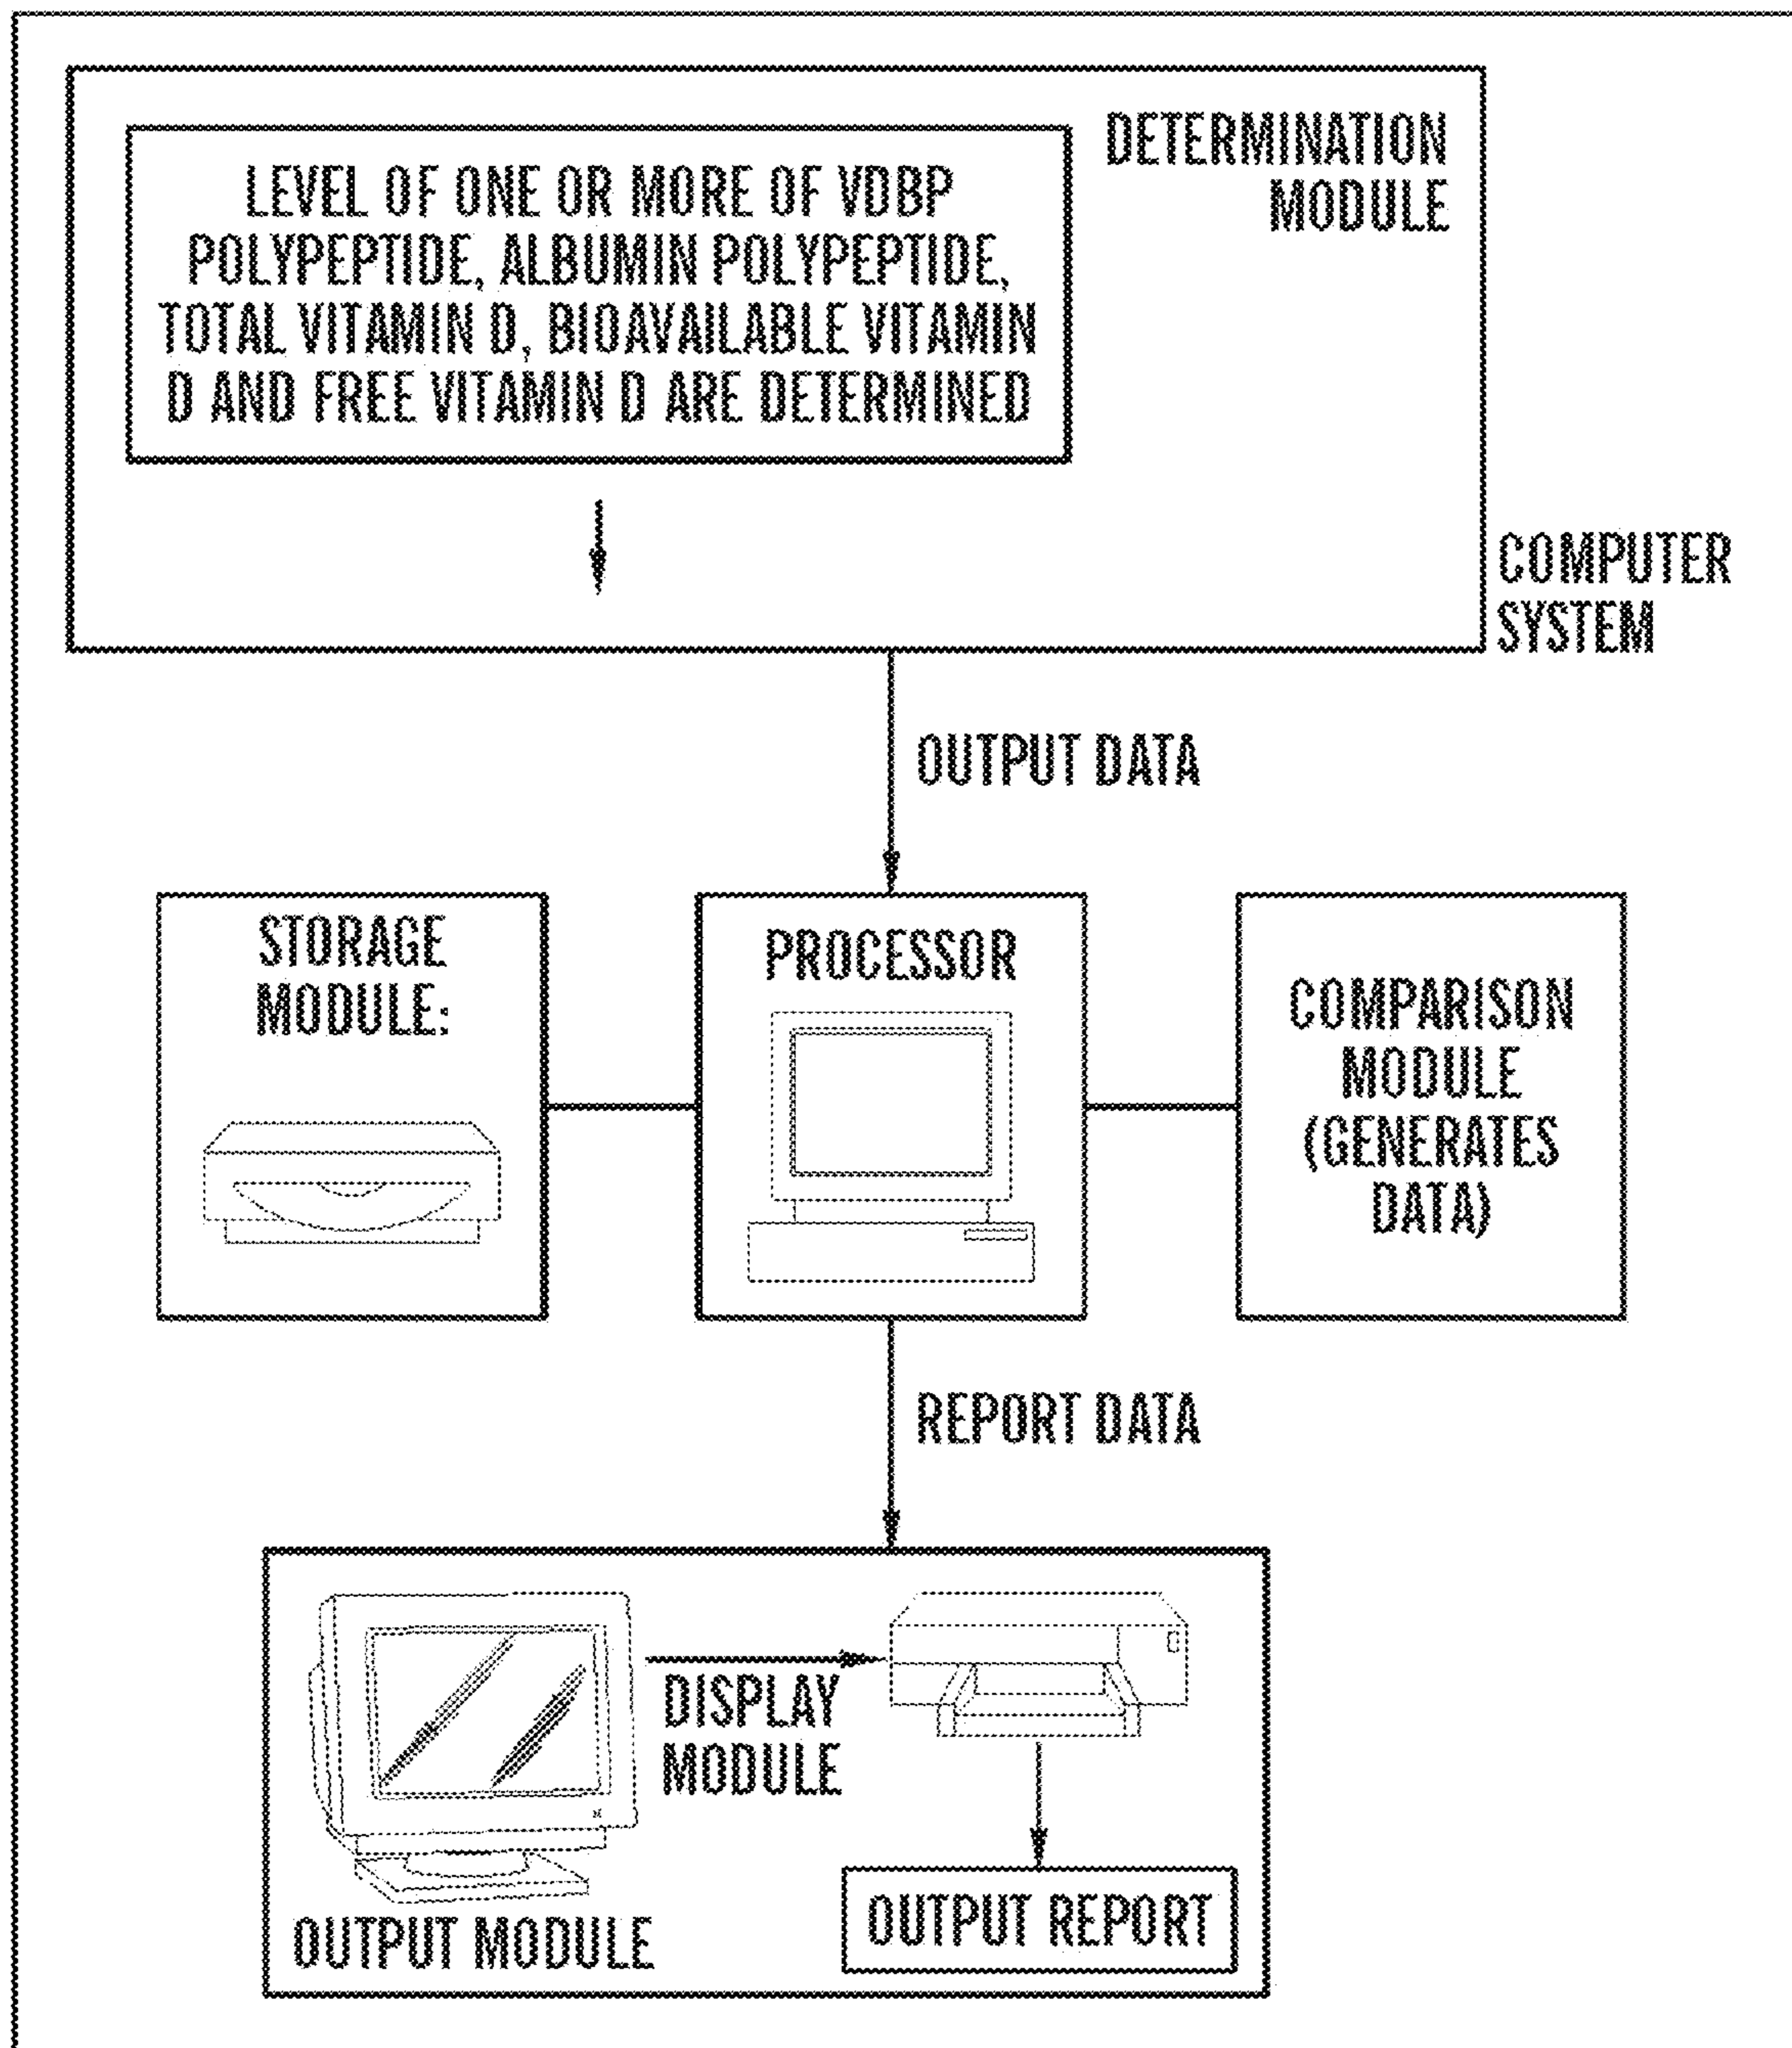 DETERMINATION
MODULE
LEVEL OF ONE OR MORE OF VDBP
POLYPEPTIDE, ALBUMIN POLYPEPTIDE,
TOTAL VITAMIN D, BIOAVAILABLE VITAMIN
D AND FREE VITAMIN D ARE DETERMINED
COMPUTER
SYSTEM
OUTPUT DATA
STORAGE
MODULE:
PROCESSOR
COMPARISON
MODULE
(GENERATES
DATA)
REPORT DATA
DISPLAY
MODULE
OUTPUT MODULE
OUTPUT REPORT